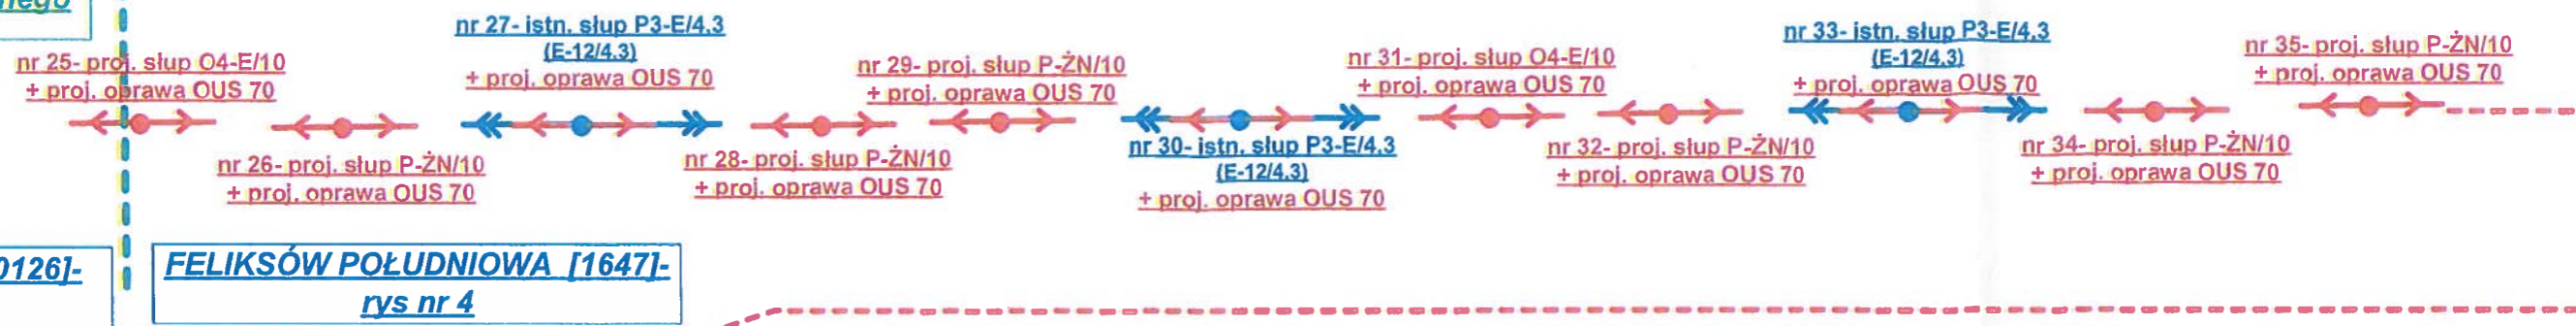 nr 25- proj. słup O4-E/10
+ proj. oprawa OUS 70
nr 26- proj. słup P-ŻN/10
+ proj. oprawa OUS 70
nr 27- istn. słup P3-E/4.3
(E-12/4.3)
+ proj. oprawa OUS 70
nr 28- proj. słup P-ŻN/10
+ proj. oprawa OUS 70
nr 29- proj. słup P-ŻN/10
+ proj. oprawa OUS 70
nr 30- istn. słup P3-E/4.3
(E-12/4.3)
+ proj. oprawa OUS 70
nr 31- proj. słup O4-E/10
+ proj. oprawa OUS 70
nr 32- proj. słup P-ŻN/10
+ proj. oprawa OUS 70
nr 33- istn. słup P3-E/4.3
(E-12/4.3)
+ proj. oprawa OUS 70
nr 34- proj. słup P-ŻN/10
+ proj. oprawa OUS 70
nr 35- proj. słup P-ŻN/10
+ proj. oprawa OUS 70
0126]-
FELIKSÓW POŁUDNIOWA [1647]-
rys nr 4